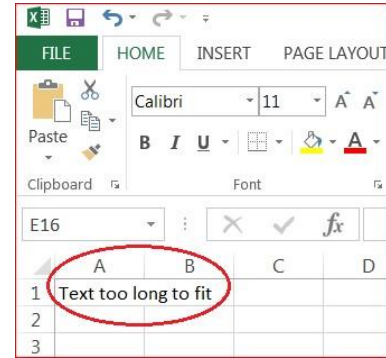 FILE HOME INSERT PAGE LAYOUT
Calibri 11 A A
Paste B I U A
Clipboard Font
E16 fx
A B C D
1 Text too long to fit
2
3